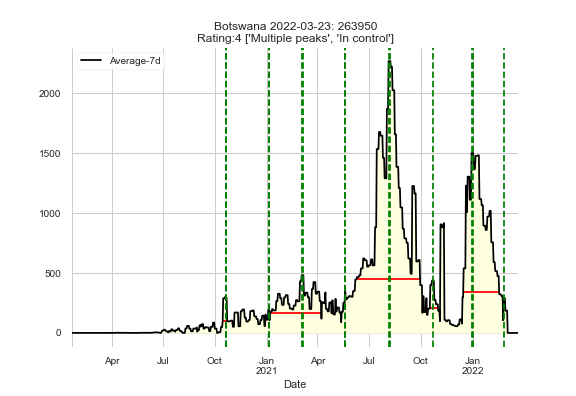 Botswana 2022-03-23: 263950
Rating:4 ['Multiple peaks', 'In control']
Average-7d
2000
1500
1000
500
0
Apr
Jul
Oct
Jan
2021
Apr
Jul
Oct
Jan
2022
Date